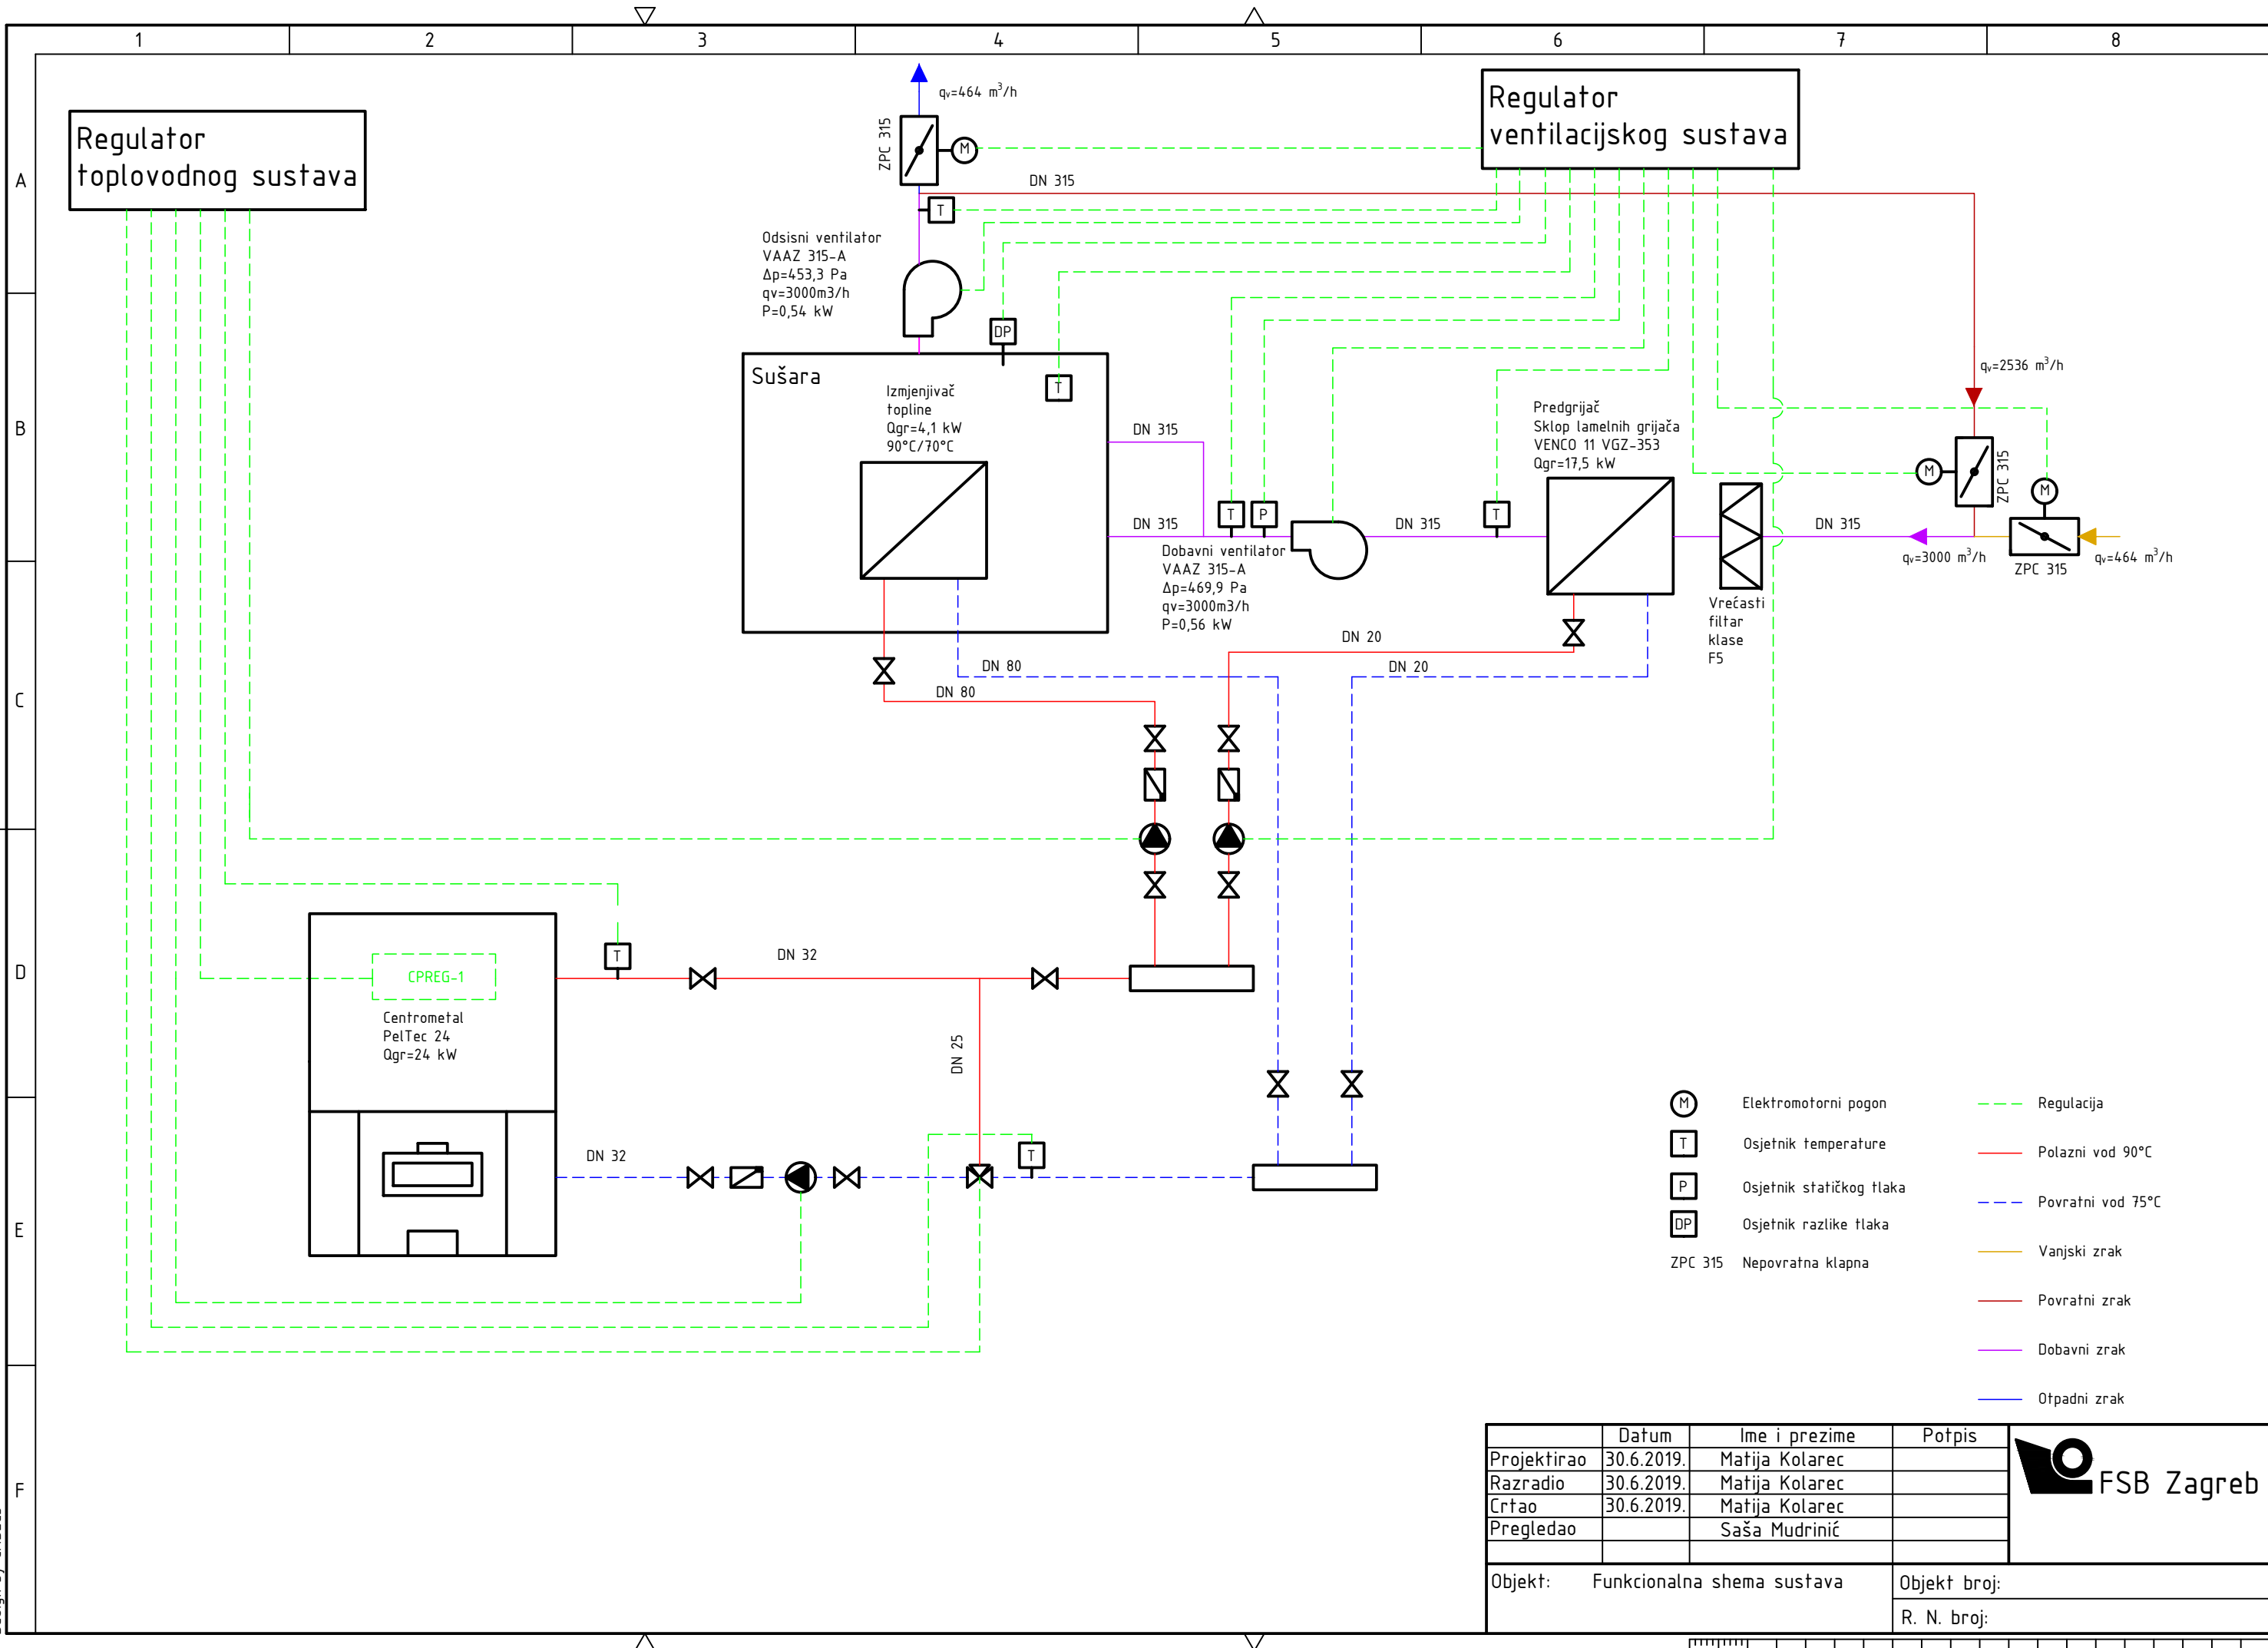 1 2 3 4 5 6 7 8
A
B
C
D
E
F
Regulator
toplovodnog sustava
qv=464 m³/h
ZPC 315
M
DN 315
T
Regulator
ventilacijskog sustava
Odsisni ventilator
VAAZ 315-A
Δp=453,3 Pa
qv=3000m3/h
P=0,54 kW
DP
T
Sušara
Izmjenjivač
topline
Qgr=4,1 kW
90°C/70°C
DN 315
DN 315
T
P
Dobavni ventilator
VAAZ 315-A
Δp=469,9 Pa
qv=3000m3/h
P=0,56 kW
DN 315
T
Predgrijač
Sklop lamelnih grijača
VENCO 11 VGZ-353
Qgr=17,5 kW
qv=2536 m³/h
M
ZPC 315
M
DN 315
qv=3000 m³/h
ZPC 315
qv=464 m³/h
Vrećasti
filtar
klase
F5
DN 20
DN 20
DN 80
DN 80
T
DN 32
CPREG-1
Centrometal
PelTec 24
Qgr=24 kW
DN 25
DN 32
T
M Elektromotorni pogon
T Osjetnik temperature
P Osjetnik statičkog tlaka
DP Osjetnik razlike tlaka
ZPC 315 Nepovratna klapna
Regulacija
Polazni vod 90°C
Povratni vod 75°C
Vanjski zrak
Povratni zrak
Dobavni zrak
Otpadni zrak
Datum Ime i prezime Potpis
Projektirao 30.6.2019. Matija Kolarec
Razradio 30.6.2019. Matija Kolarec
Crtao 30.6.2019. Matija Kolarec
Pregledao Saša Mudrinić
FSB Zagreb
Objekt: Funkcionalna shema sustava
Objekt broj:
R. N. broj: